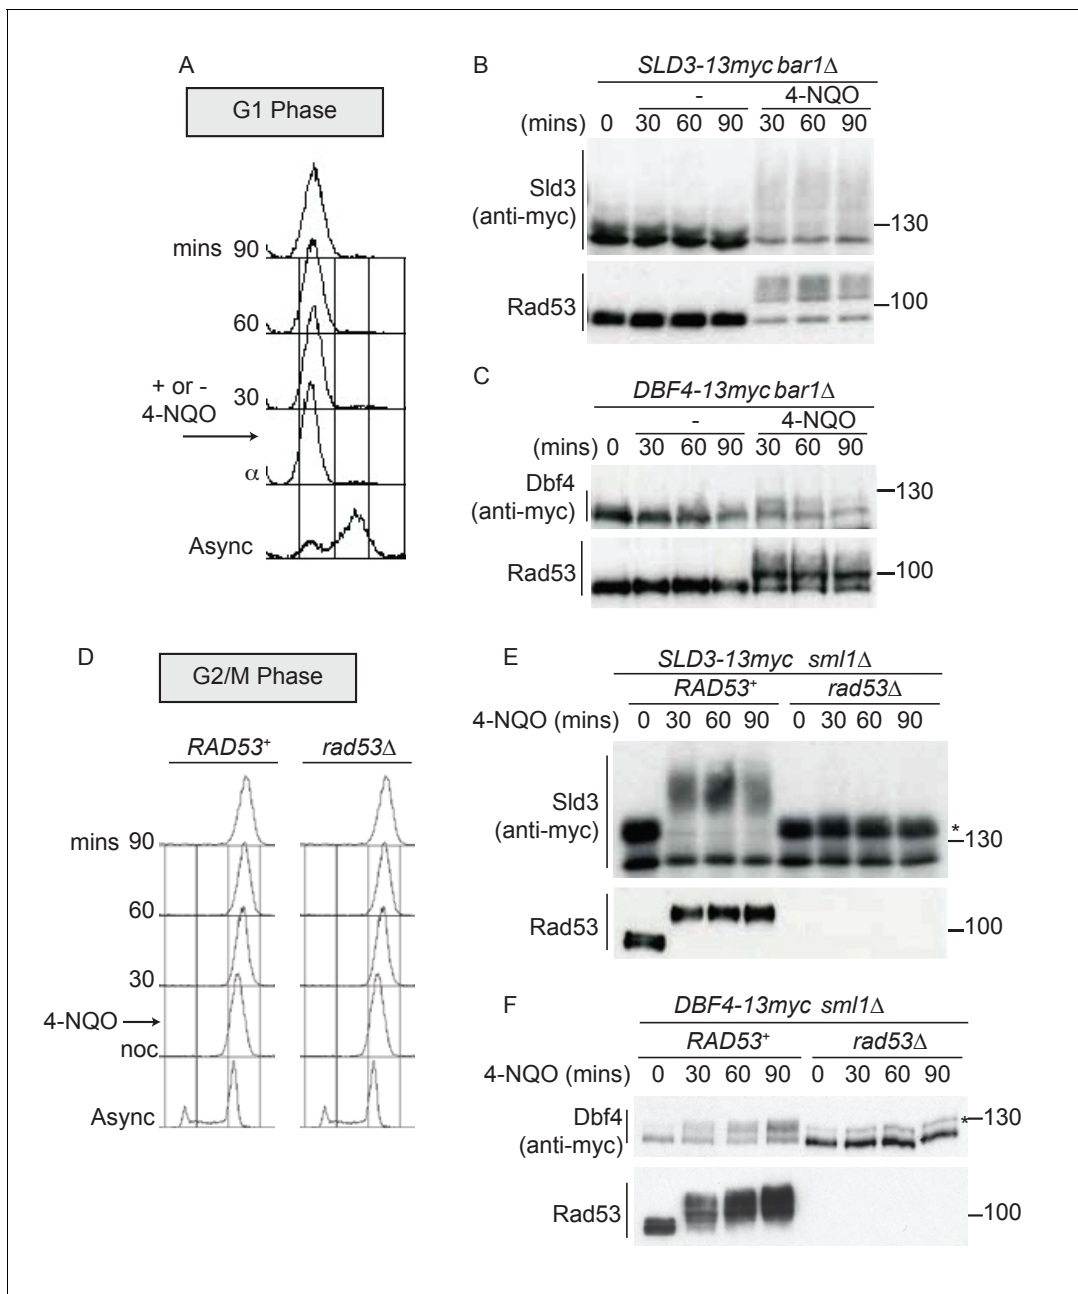 A
G1 Phase
mins 90
60
+ or -
4-NQO
30
α
Async
B
SLD3-13myc bar1Δ
- 4-NQO
(mins) 0 30 60 90 30 60 90
Sld3
(anti-myc)
130
Rad53
100
C
DBF4-13myc bar1Δ
- 4-NQO
(mins) 0 30 60 90 30 60 90
Dbf4
(anti-myc)
130
Rad53
100
D
G2/M Phase
RAD53+ rad53Δ
mins 90
60
30
4-NQO
noc
Async
E
SLD3-13myc sml1Δ
RAD53+ rad53Δ
4-NQO (mins) 0 30 60 90 0 30 60 90
Sld3
(anti-myc)
*
130
Rad53
100
F
DBF4-13myc sml1Δ
RAD53+ rad53Δ
4-NQO (mins) 0 30 60 90 0 30 60 90
Dbf4
(anti-myc)
*130
Rad53
100